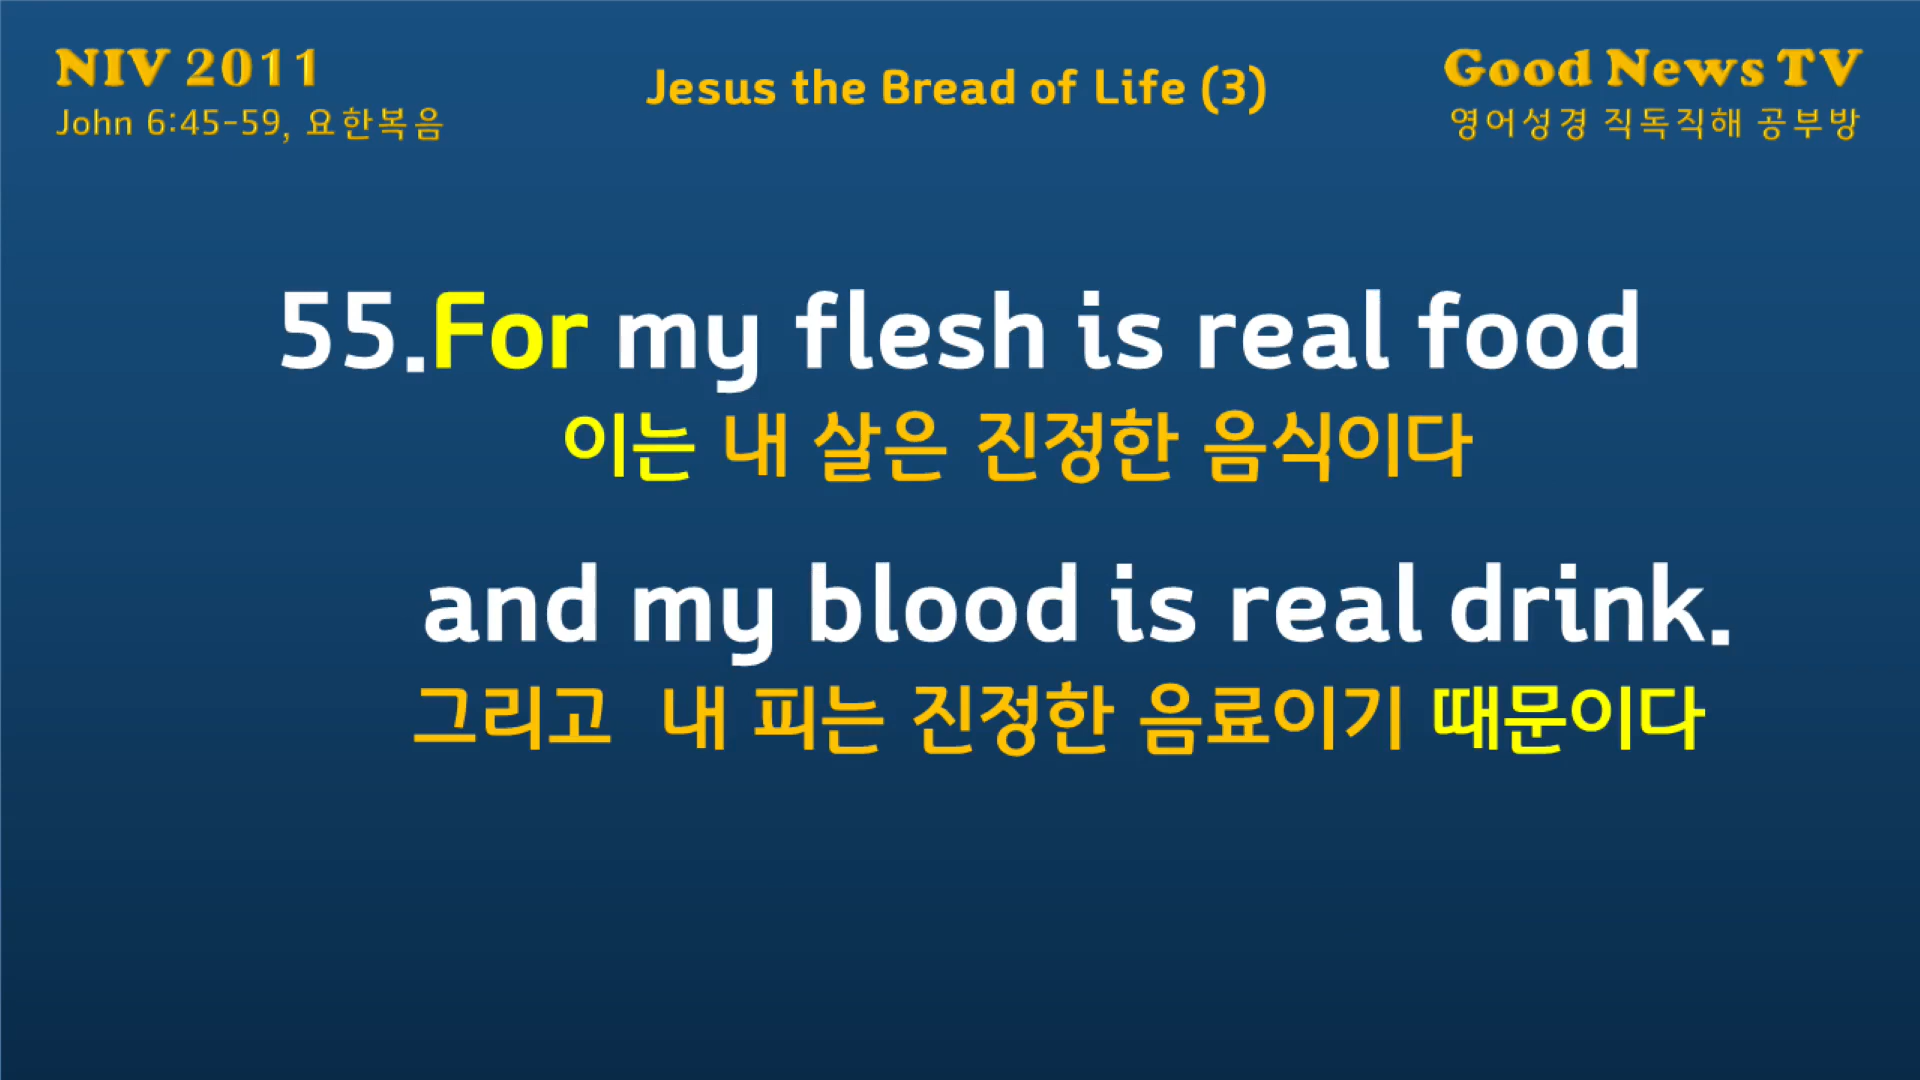 NIV 2011
John 6:45-59, 요한복음
Jesus the Bread of Life (3)
Good News TV
영어성경 직독직해 공부방
55.For my flesh is real food
이는 내 살은 진정한 음식이다
and my blood is real drink.
그리고 내 피는 진정한 음료이기 때문이다